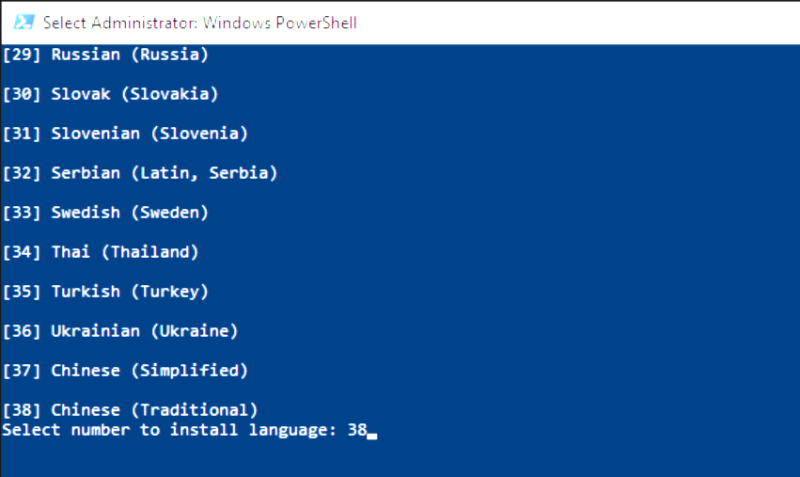 Select Administrator: Windows PowerShell
[29] Russian (Russia)
[30] Slovak (Slovakia)
[31] Slovenian (Slovenia)
[32] Serbian (Latin, Serbia)
[33] Swedish (Sweden)
[34] Thai (Thailand)
[35] Turkish (Turkey)
[36] Ukrainian (Ukraine)
[37] Chinese (Simplified)
[38] Chinese (Traditional)
Select number to install language: 38